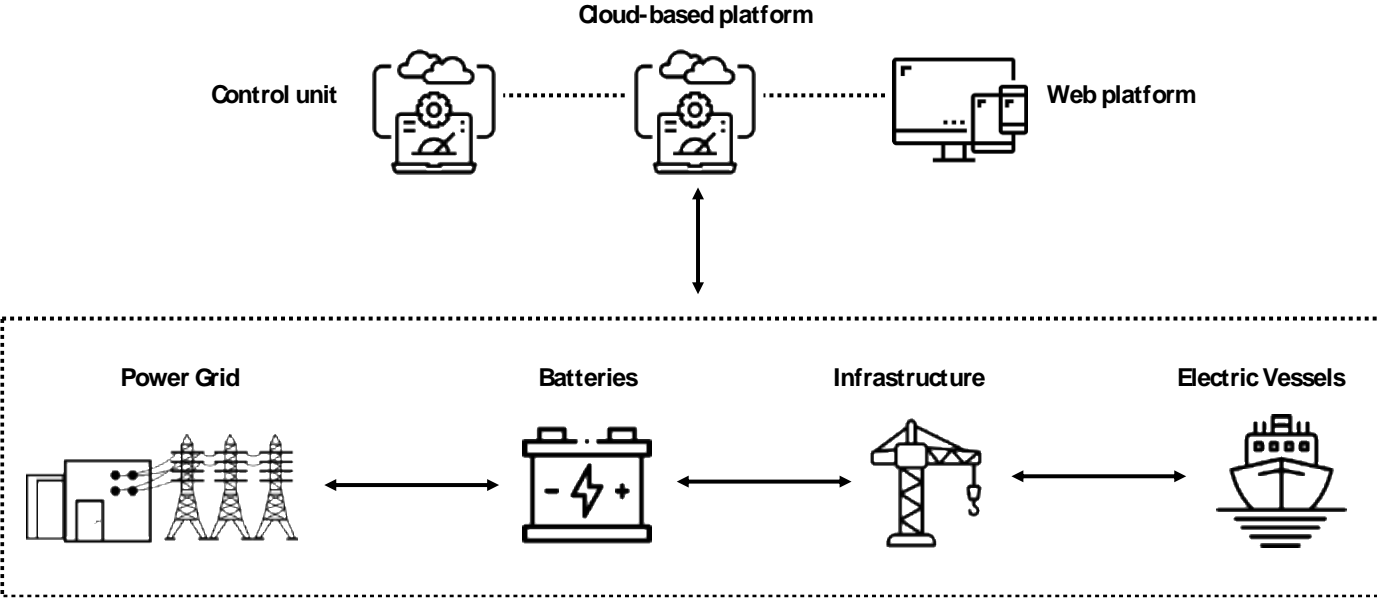 Cloud-based platform
Control unit
Web platform
Power Grid
Batteries
Infrastructure
Electric Vessels